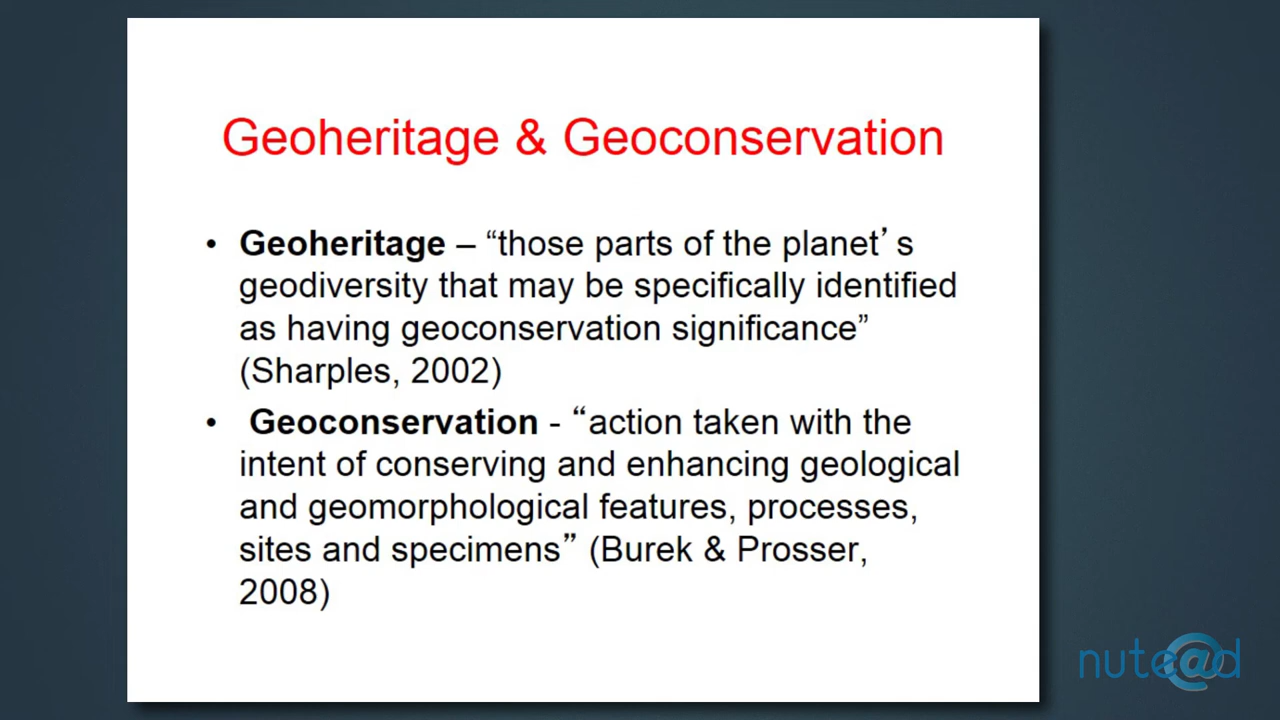 Geoheritage & Geoconservation
• Geoheritage – “those parts of the planet’s
geodiversity that may be specifically identified
as having geoconservation significance”
(Sharples, 2002)
• Geoconservation - “action taken with the
intent of conserving and enhancing geological
and geomorphological features, processes,
sites and specimens” (Burek & Prosser,
2008)
nute@d